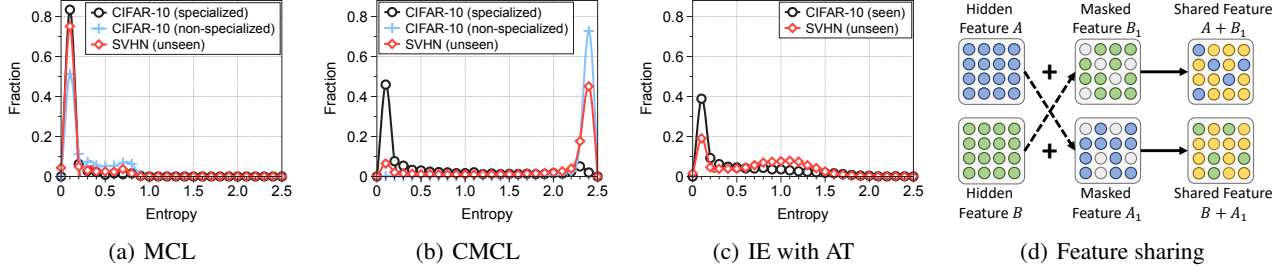 CIFAR-10 (specialized)
CIFAR-10 (non-specialized)
SVHN (unseen)
Fraction
0.8
0.6
0.4
0.2
0
0 0.5 1.0 1.5 2.0 2.5
Entropy
(a) MCL
CIFAR-10 (specialized)
CIFAR-10 (non-specialized)
SVHN (unseen)
Fraction
0.8
0.6
0.4
0.2
0
0 0.5 1.0 1.5 2.0 2.5
Entropy
(b) CMCL
CIFAR-10 (seen)
SVHN (unseen)
Fraction
0.8
0.6
0.4
0.2
0
0 0.5 1.0 1.5 2.0 2.5
Entropy
(c) IE with AT
Hidden
Feature A
Masked
Feature B1
Shared Feature
A + B1
+
+
Hidden
Feature B
Masked
Feature A1
Shared Feature
B + A1
(d) Feature sharing